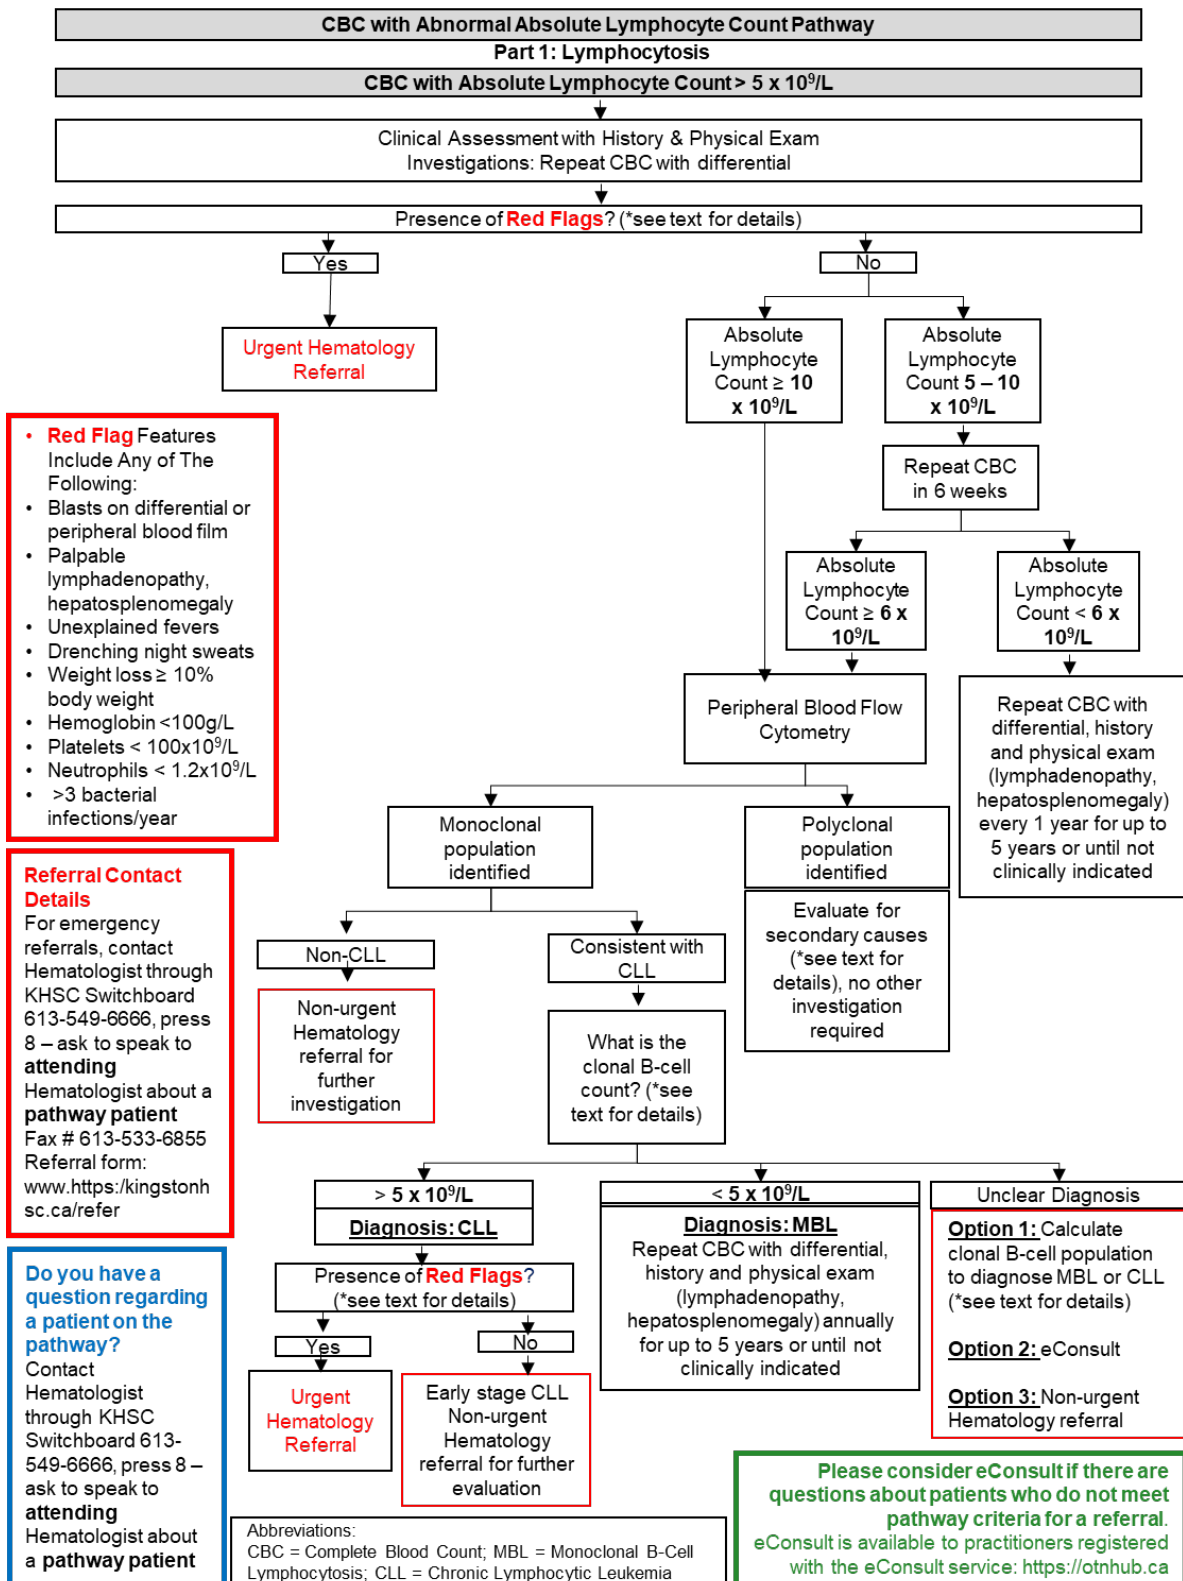 CBC with Abnormal Absolute Lymphocyte Count Pathway
Part 1: Lymphocytosis
CBC with Absolute Lymphocyte Count > 5 x 10⁹/L
Clinical Assessment with History & Physical Exam
Investigations: Repeat CBC with differential
Presence of Red Flags? (*see text for details)
Yes
No
Urgent Hematology
Referral
Absolute
Lymphocyte
Count ≥ 10
x 10⁹/L
Absolute
Lymphocyte
Count 5 – 10
x 10⁹/L
Repeat CBC
in 6 weeks
Absolute
Lymphocyte
Count ≥ 6 x
10⁹/L
Absolute
Lymphocyte
Count < 6 x
10⁹/L
Peripheral Blood Flow
Cytometry
Repeat CBC with
differential, history
and physical exam
(lymphadenopathy,
hepatosplenomegaly)
every 1 year for up to
5 years or until not
clinically indicated
Monoclonal
population
identified
Polyclonal
population
identified
Evaluate for
secondary causes
(*see text for
details), no other
investigation
required
Non-CLL
Consistent with
CLL
Non-urgent
Hematology
referral for
further
investigation
What is the
clonal B-cell
count? (*see
text for details)
> 5 x 10⁹/L
Diagnosis: CLL
Presence of Red Flags?
(*see text for details)
Yes
No
Urgent
Hematology
Referral
Early stage CLL
Non-urgent
Hematology
referral for further
evaluation
< 5 x 10⁹/L
Diagnosis: MBL
Repeat CBC with differential,
history and physical exam
(lymphadenopathy,
hepatosplenomegaly) annually
for up to 5 years or until not
clinically indicated
Unclear Diagnosis
Option 1: Calculate
clonal B-cell population
to diagnose MBL or CLL
(*see text for details)
Option 2: eConsult
Option 3: Non-urgent
Hematology referral
• Red Flag Features
Include Any of The
Following:
• Blasts on differential or
peripheral blood film
• Palpable
lymphadenopathy,
hepatosplenomegaly
• Unexplained fevers
• Drenching night sweats
• Weight loss ≥ 10%
body weight
• Hemoglobin <100g/L
• Platelets < 100x10⁹/L
• Neutrophils < 1.2x10⁹/L
• >3 bacterial
infections/year
Referral Contact
Details
For emergency
referrals, contact
Hematologist through
KHSC Switchboard
613-549-6666, press
8 – ask to speak to
attending
Hematologist about a
pathway patient
Fax # 613-533-6855
Referral form:
www.https:/kingstonh
sc.ca/refer
Do you have a
question regarding
a patient on the
pathway?
Contact
Hematologist
through KHSC
Switchboard 613-
549-6666, press 8 –
ask to speak to
attending
Hematologist about
a pathway patient
Abbreviations:
CBC = Complete Blood Count; MBL = Monoclonal B-Cell
Lymphocytosis; CLL = Chronic Lymphocytic Leukemia
Please consider eConsult if there are
questions about patients who do not meet
pathway criteria for a referral.
eConsult is available to practitioners registered
with the eConsult service: https://otnhub.ca